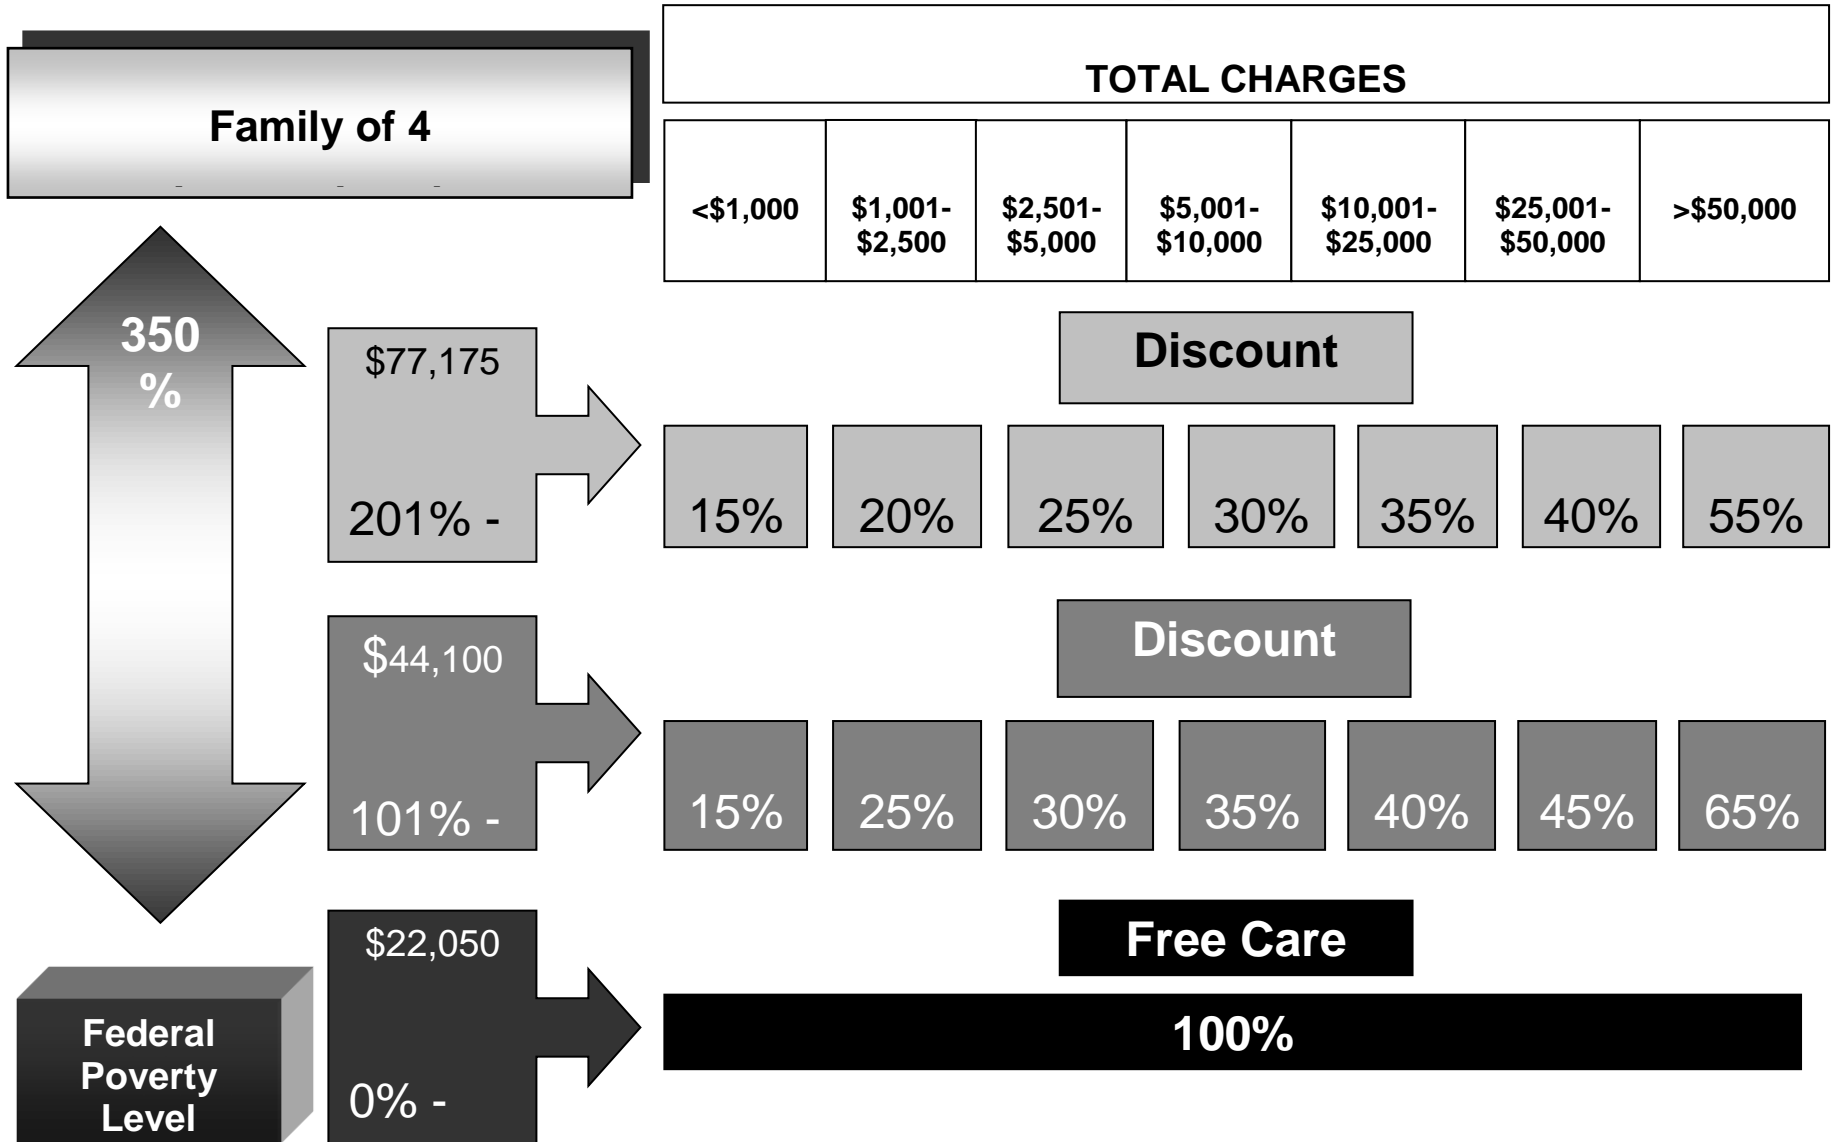 Family of 4
TOTAL CHARGES
<$1,000
$1,001-
$2,500
$2,501-
$5,000
$5,001-
$10,000
$10,001-
$25,000
$25,001-
$50,000
>$50,000
350
%
$77,175
201% -
Discount
15% 20% 25% 30% 35% 40% 55%
$44,100
101% -
Discount
15% 25% 30% 35% 40% 45% 65%
$22,050
0% -
Free Care
100%
Federal
Poverty
Level